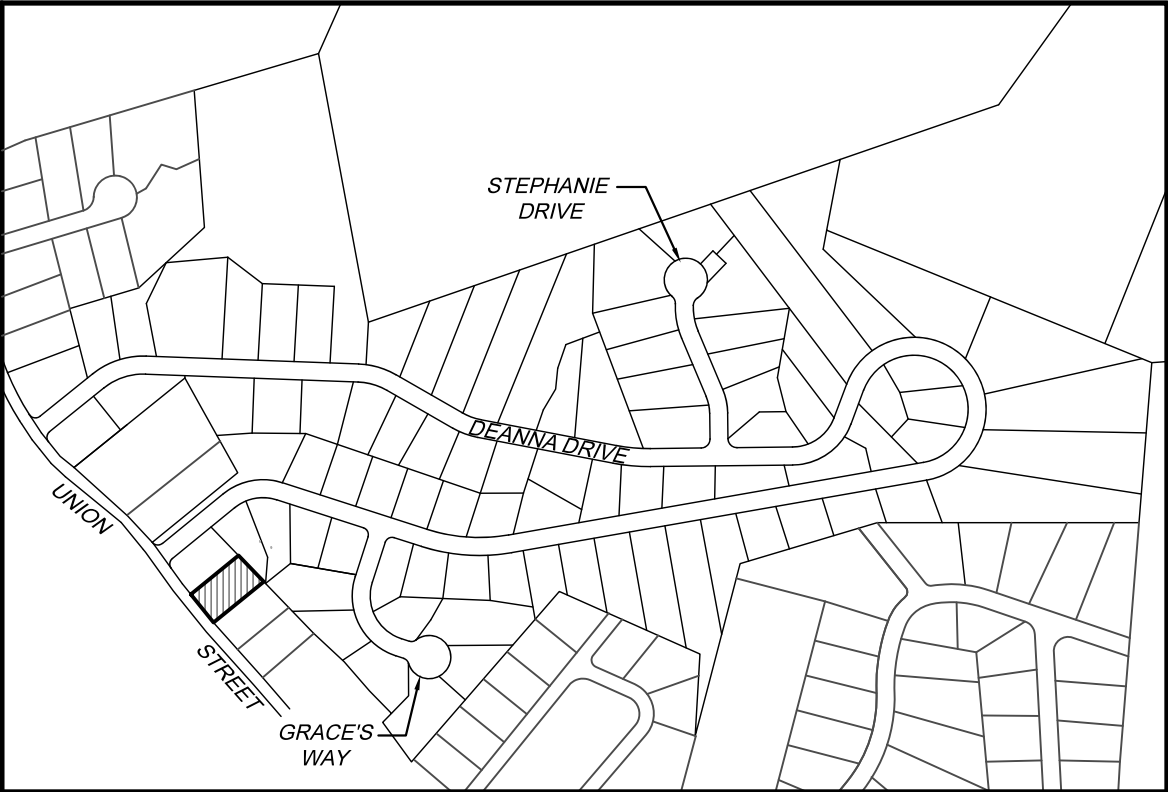 STEPHANIE
DRIVE
DEANNA DRIVE
UNION
STREET
GRACE'S
WAY